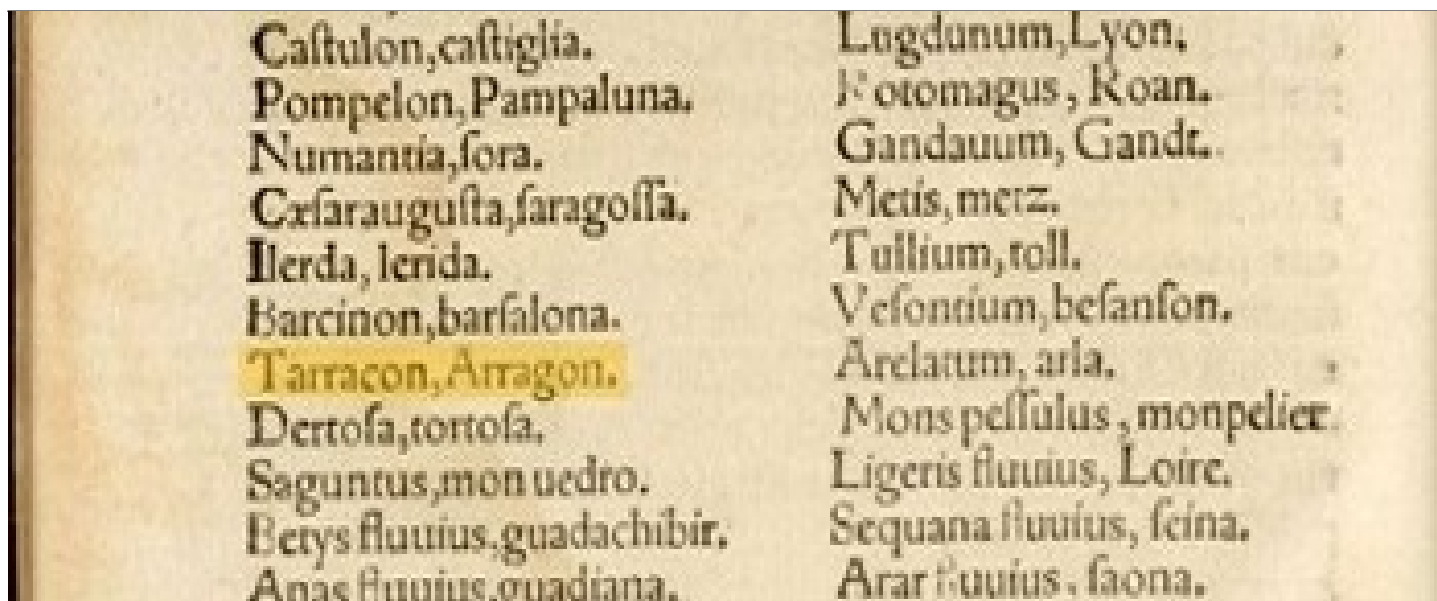 Caſtulon,caſtiglia.
Pompelon,Pampaluna.
Numantia,ſora.
Cæſarauguſta,ſaragoſſa.
Ilerda, lerida.
Barcinon,barſalona.
Tarracon,Arragon.
Dertoſa,tortoſa.
Saguntus,mon uedro.
Betys fluuius,guadachibir.
Anas fluuius,guadiana.
Lugdunum,Lyon.
Rotomagus, Roan.
Gandauum, Gandt.
Metis, metz.
Tullium,toll.
Veſontium,beſanſon.
Arelatum, arla.
Mons peſſulus, monpelier.
Ligeris fluuius, Loire.
Sequana fluuius, ſeina.
Arar fluuius, ſaona.